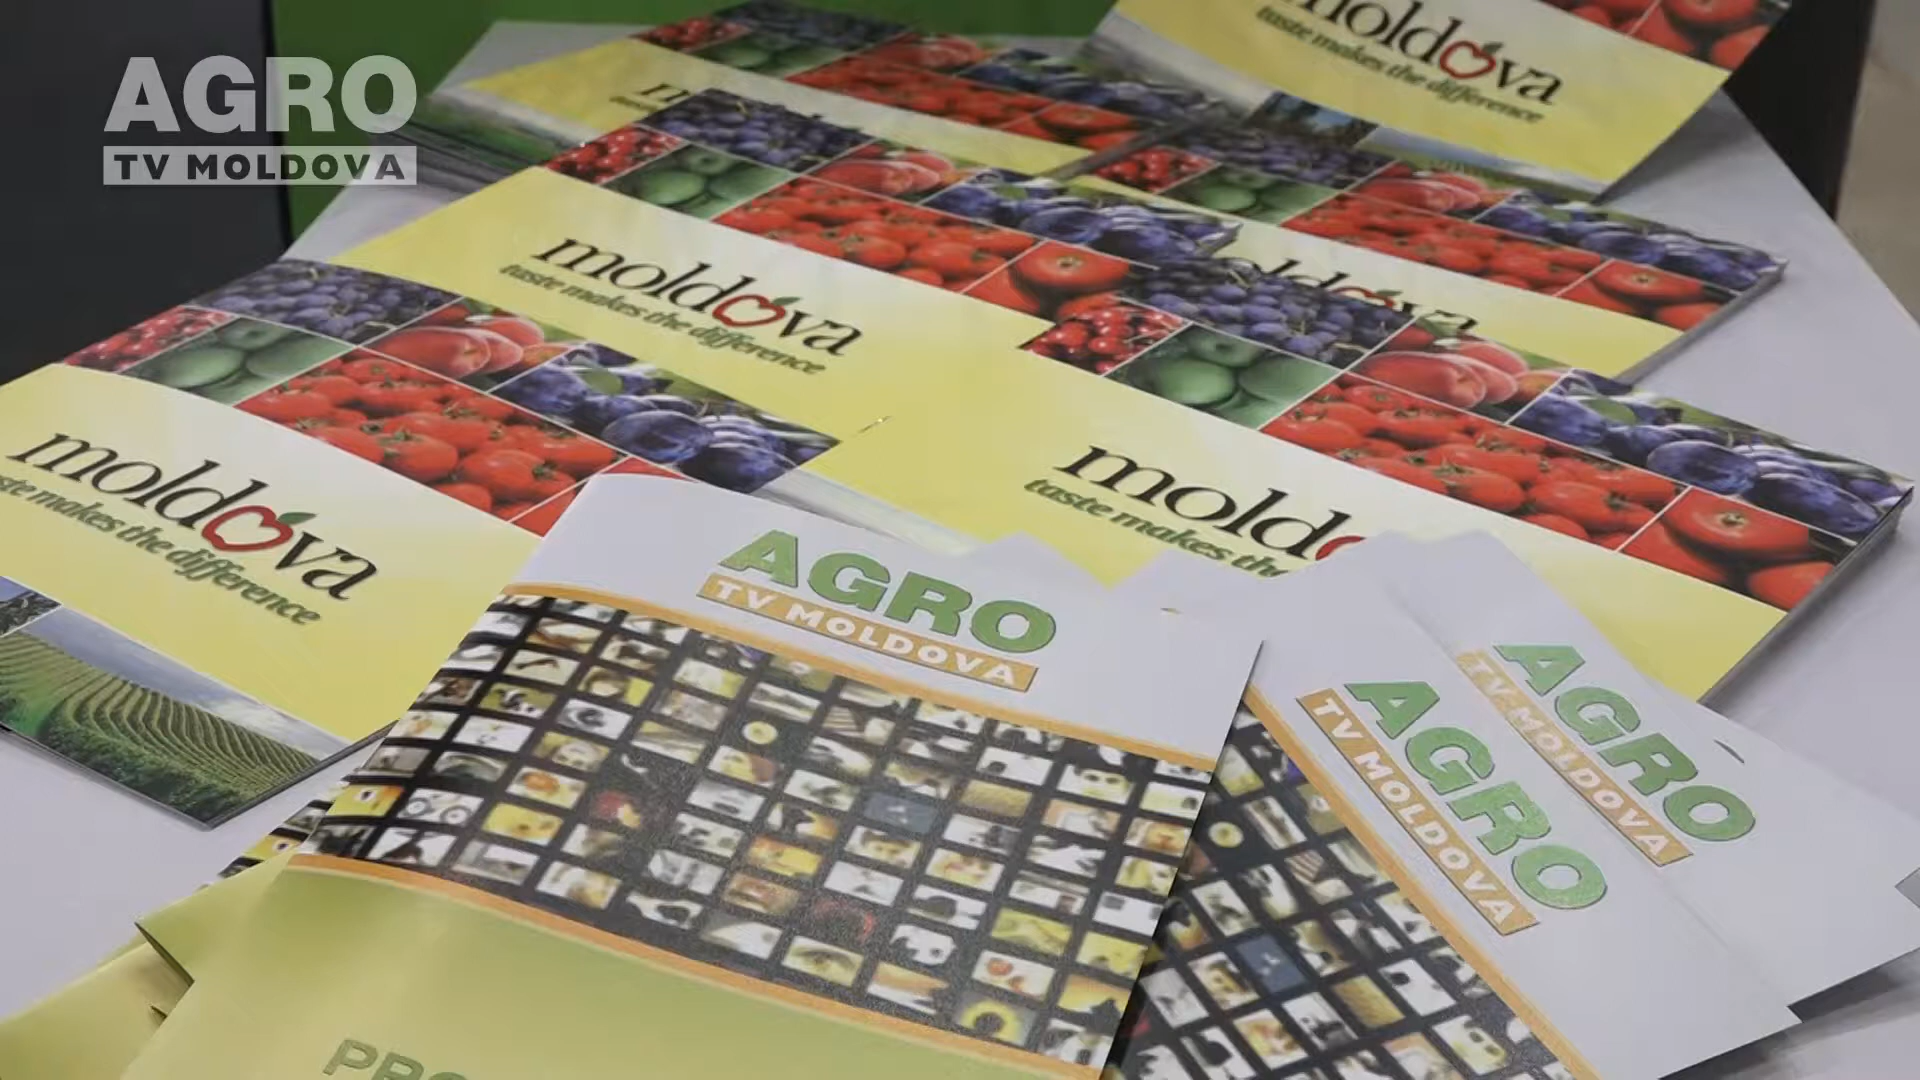 AGRO
TV MOLDOVA
moldova
taste makes the difference
moldova
taste makes the difference
moldova
moldova
taste makes the difference
mold
taste makes the
AGRO
TV MOLDOVA
AGRO
TV MOLDOVA
AGRO
TV MOLDOVA